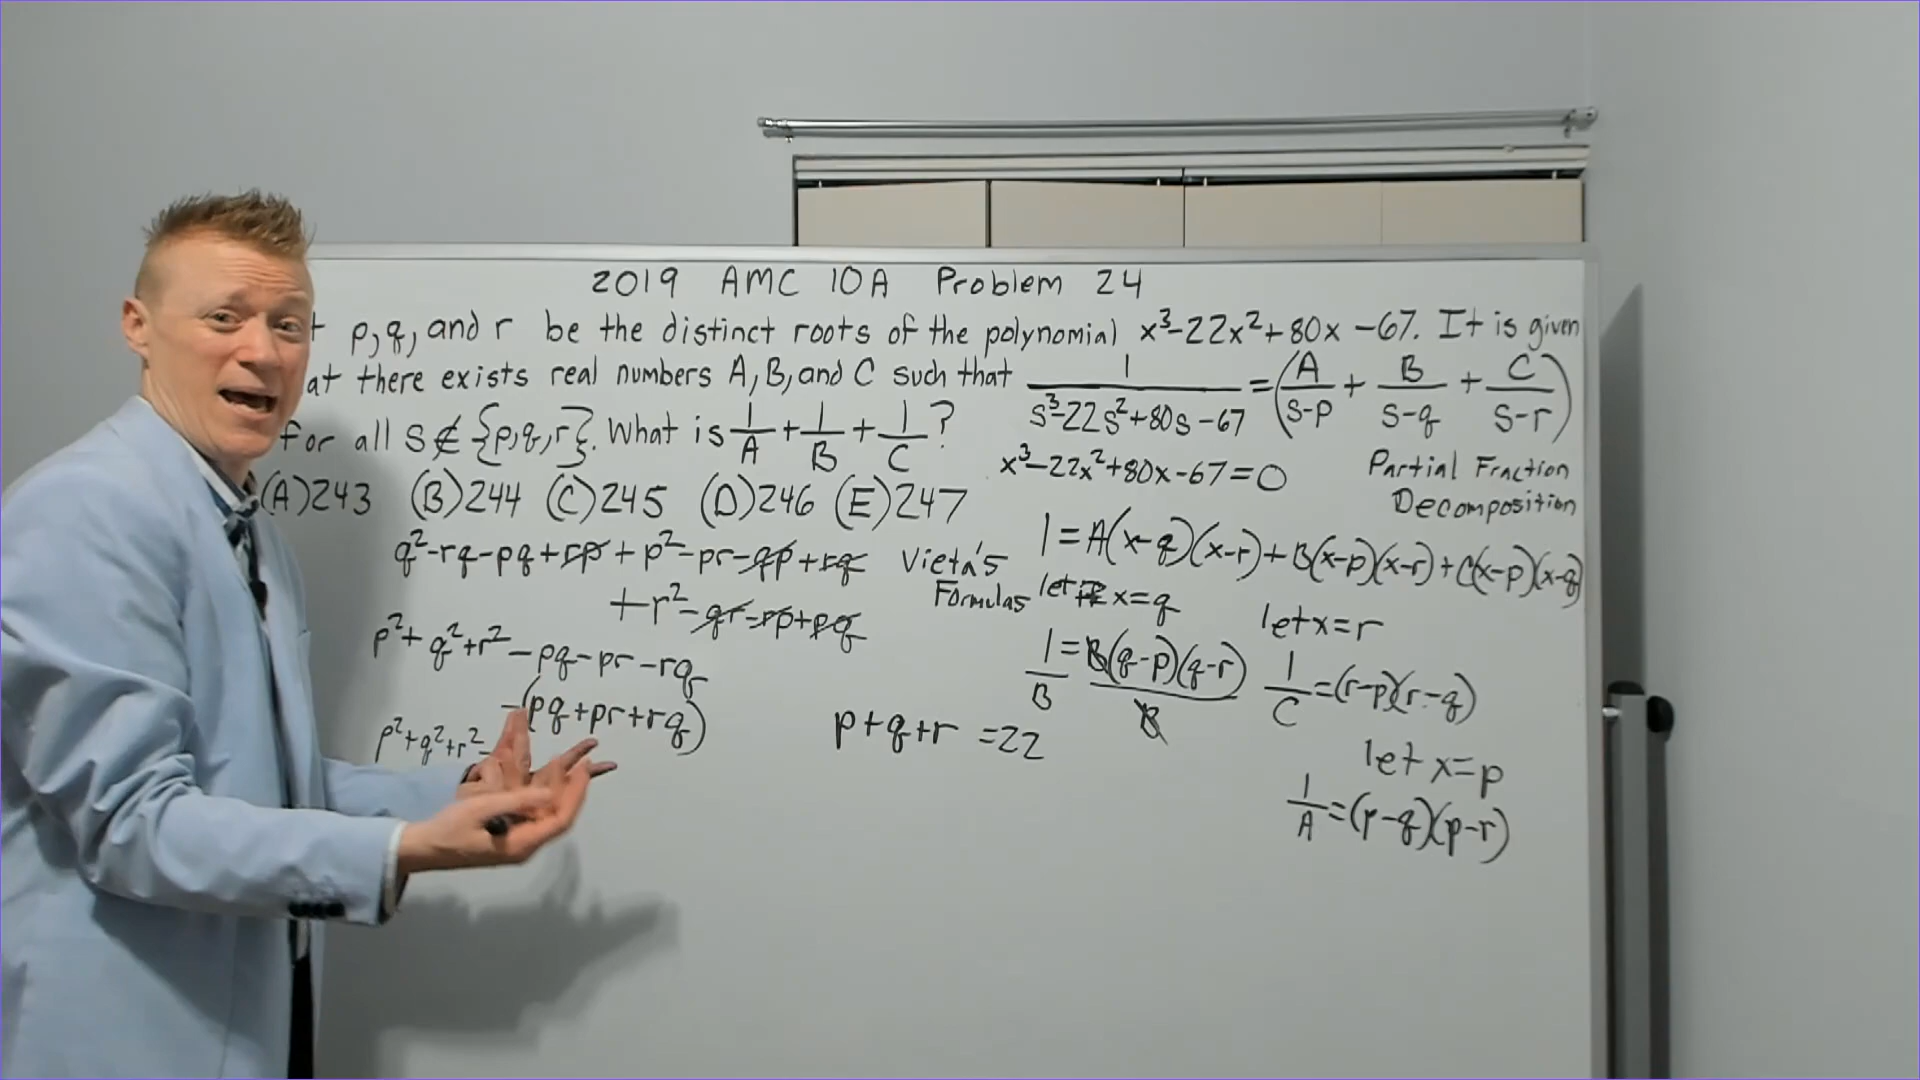 2019 AMC 10A Problem 24
p, q, and r be the distinct roots of the polynomial x³-22x²+80x-67. It is given
at there exists real numbers A, B, and C such that 1/(s³-22s²+80s-67) = (A/(s-p) + B/(s-q) + C/(s-r))
for all s∉{p,q,r}. What is 1/A + 1/B + 1/C ?
x³-22x²+80x-67=0
Partial Fraction
Decomposition
(A)243 (B)244 (C)245 (D)246 (E)247
1=A(x-q)(x-r)+B(x-p)(x-r)+C(x-p)(x-q)
q²-rq-pq+rp+p²-pr-qp+rq
+r²-qr-rp+pq
Vieta's
Formulas
let x=q
1/B = B(q-p)(q-r)/B
let x=r
1/C=(r-p)(r-q)
p²+q²+r²-pq-pr-rq
-(pq+pr+rq)
p²+q²+r²-
p+q+r=22
let x=p
1/A=(p-q)(p-r)